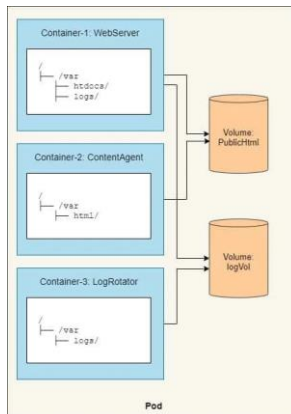 Container-1: WebServer
/
├── /var
├── htdocs/
├── logs/
Volume:
PublicHtml
Container-2: ContentAgent
/
├── /var
├── html/
Volume:
logVol
Container-3: LogRotator
/
├── /var
├── logs/
Pod